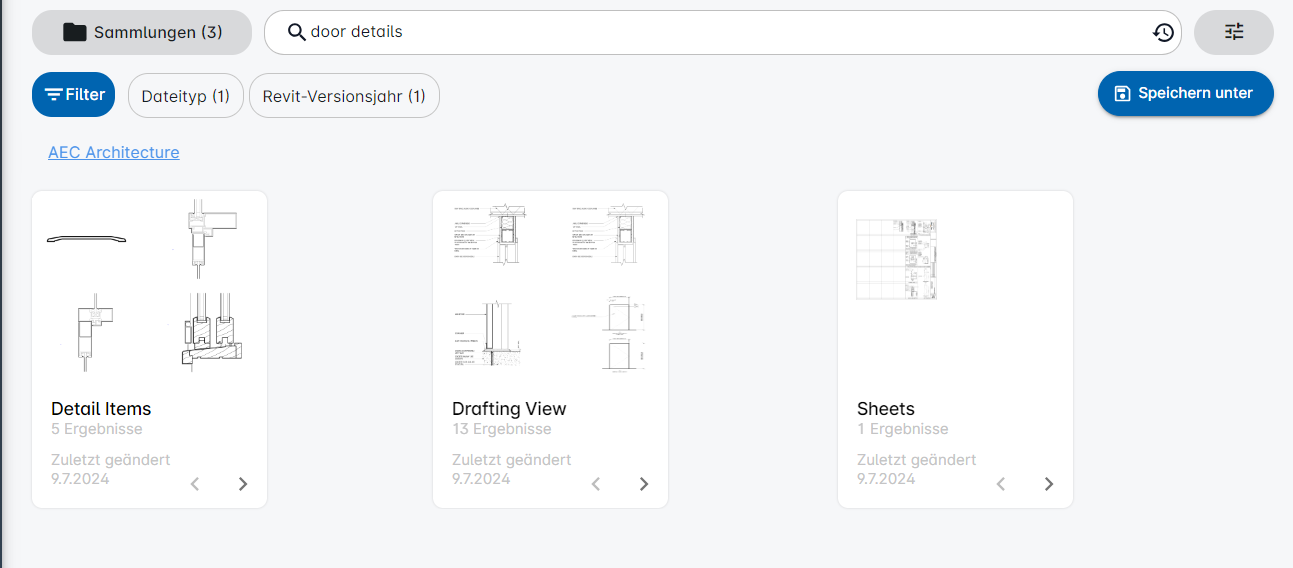 Sammlungen (3)
door details
Filter
Dateityp (1)
Revit-Versionsjahr (1)
Speichern unter
AEC Architecture
Detail Items
5 Ergebnisse
Zuletzt geändert
9.7.2024
Drafting View
13 Ergebnisse
Zuletzt geändert
9.7.2024
Sheets
1 Ergebnisse
Zuletzt geändert
9.7.2024